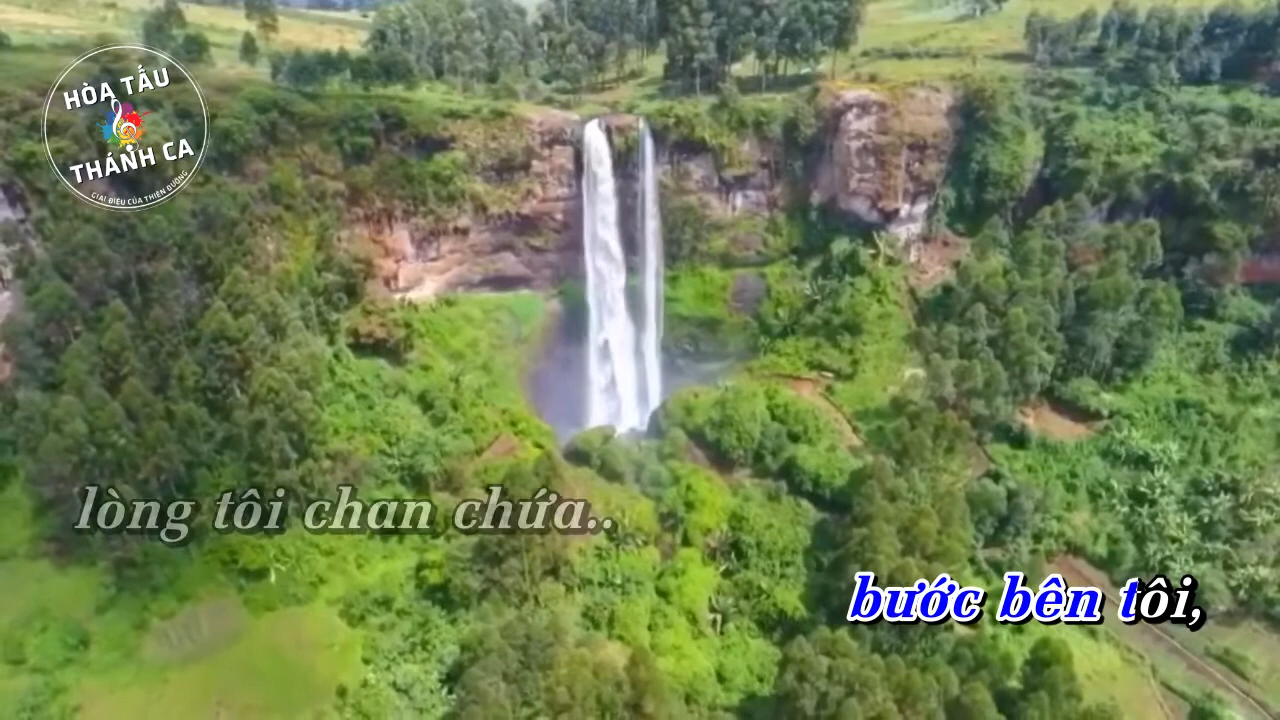 HÒA TẤU
THÁNH CA
GIAI ĐIỆU CỦA THIÊN ĐƯỜNG
lòng tôi chan chứa..
bước bên tôi,